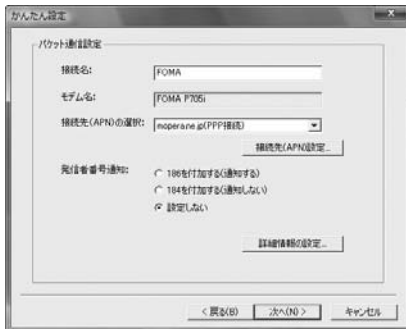 かんたん設定
パケット通信設定
接続名: FOMA
モデム名: FOMA P705i
接続先(APN)の選択: mopera.ne.jp(PPP接続)
接続先(APN)設定...
発信者番号通知: 186を付加する(通知する)
184を付加する(通知しない)
設定しない
詳細情報の設定...
< 戻る(B) 次へ(N) > キャンセル